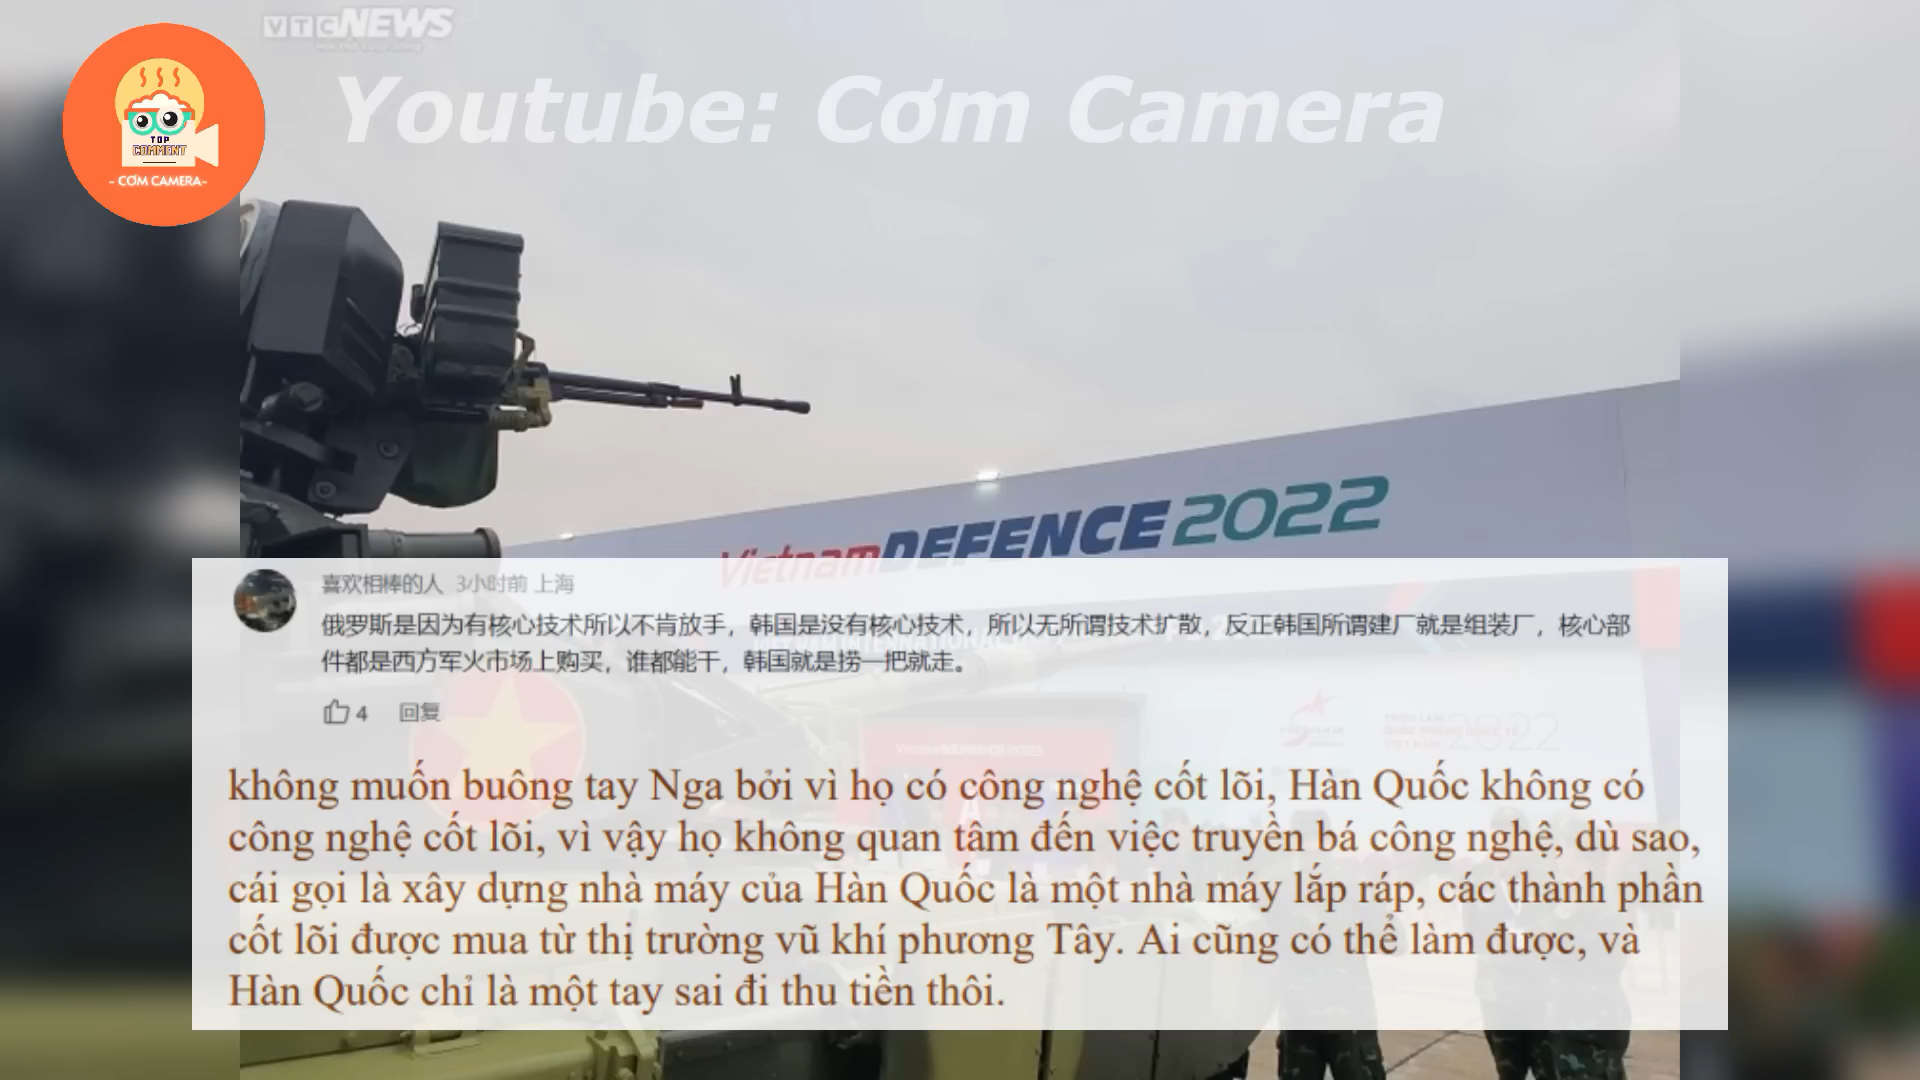 VTC NEWS
Youtube: Cơm Camera
TOP
COMMENT
- CƠM CAMERA-
Vietnam DEFENCE 2022
喜欢相棒的人 3小时前 上海
俄罗斯是因为有核心技术所以不肯放手，韩国是没有核心技术，所以无所谓技术扩散，反正韩国所谓建厂就是组装厂，核心部
件都是西方军火市场上购买，谁都能干，韩国就是捞一把就走。
4 回复
không muốn buông tay Nga bởi vì họ có công nghệ cốt lõi, Hàn Quốc không có
công nghệ cốt lõi, vì vậy họ không quan tâm đến việc truyền bá công nghệ, dù sao,
cái gọi là xây dựng nhà máy của Hàn Quốc là một nhà máy lắp ráp, các thành phần
cốt lõi được mua từ thị trường vũ khí phương Tây. Ai cũng có thể làm được, và
Hàn Quốc chỉ là một tay sai đi thu tiền thôi.